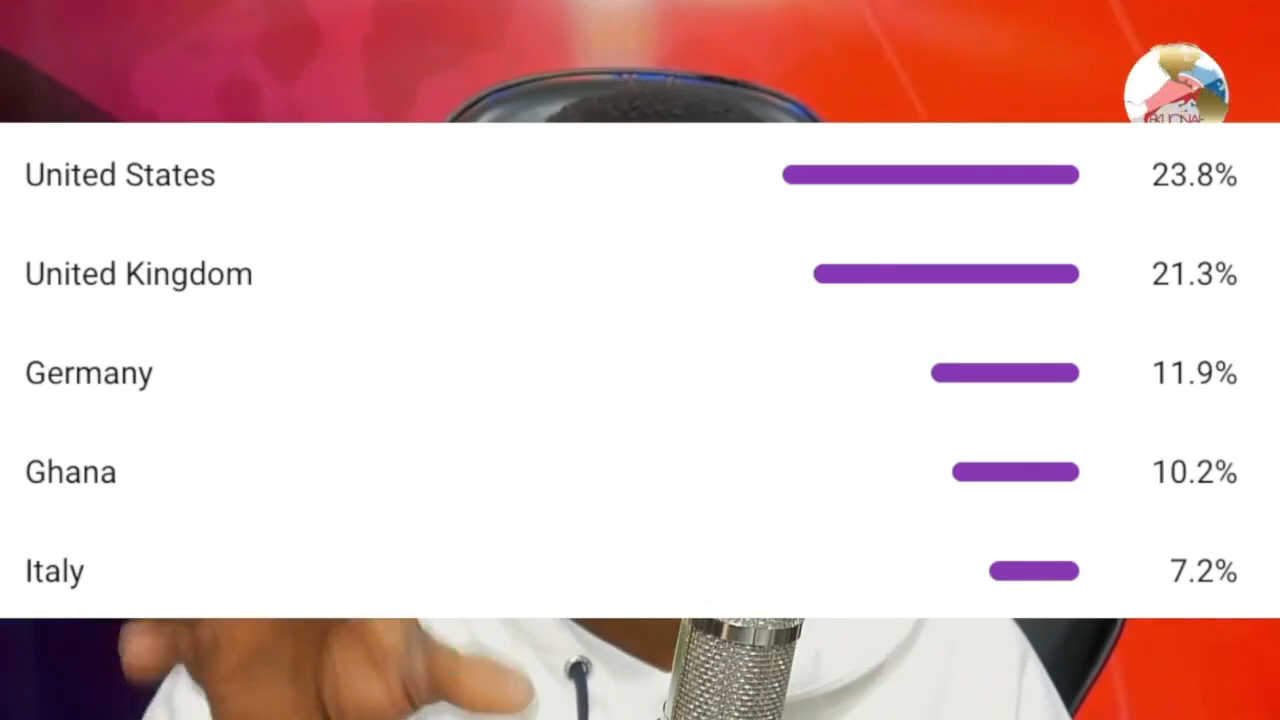 United States 23.8%
United Kingdom 21.3%
Germany 11.9%
Ghana 10.2%
Italy 7.2%